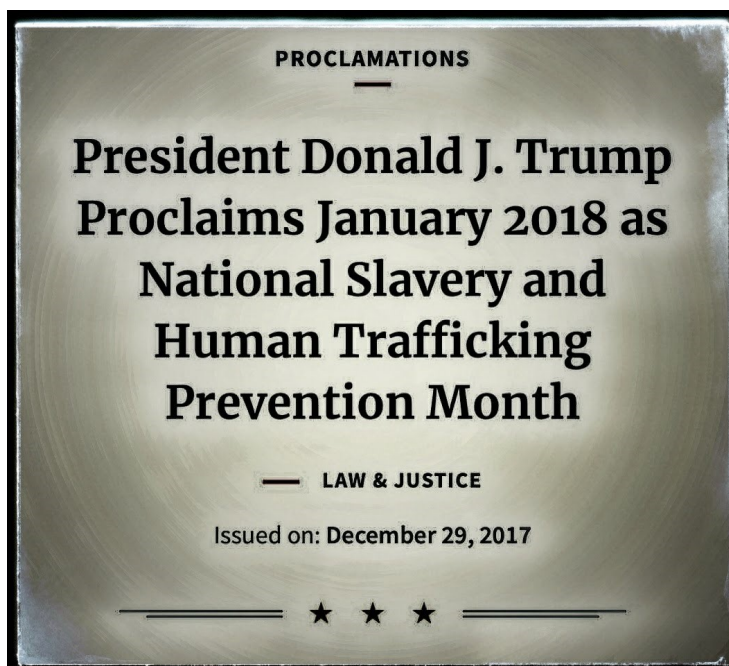 PROCLAMATIONS
President Donald J. Trump
Proclaims January 2018 as
National Slavery and
Human Trafficking
Prevention Month
LAW & JUSTICE
Issued on: December 29, 2017